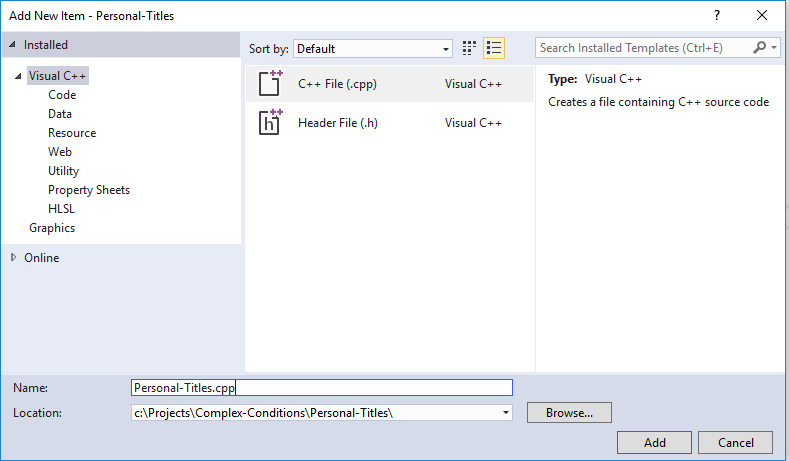 Add New Item - Personal-Titles
?
Installed
Sort by: Default
Search Installed Templates (Ctrl+E)
Visual C++
Code
Data
Resource
Web
Utility
Property Sheets
HLSL
Graphics
Online
C++ File (.cpp) Visual C++
Header File (.h) Visual C++
Type: Visual C++
Creates a file containing C++ source code
Name: Personal-Titles.cpp
Location: c:\Projects\Complex-Conditions\Personal-Titles\
Browse...
Add Cancel